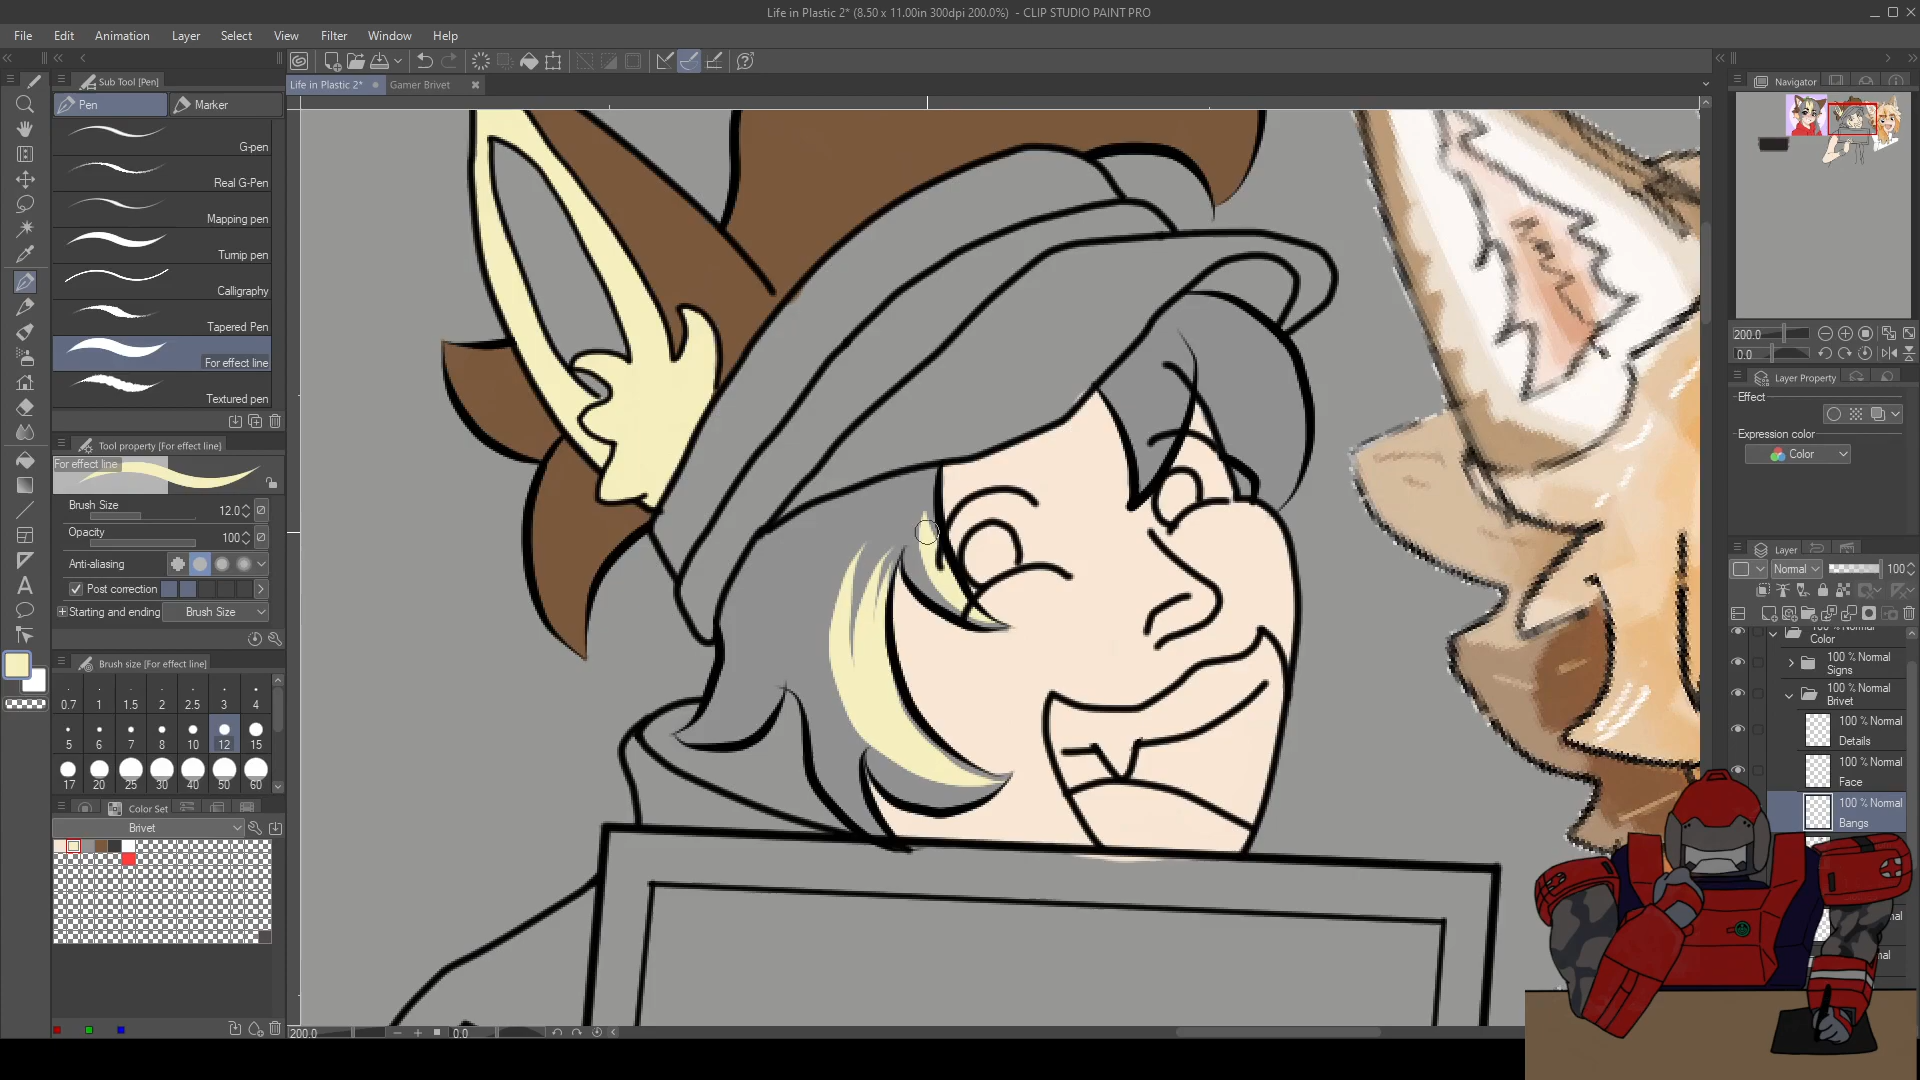 Life in Plastic 2* (8.50 x 11.00in 300dpi 200.0%) - CLIP STUDIO PAINT PRO
File Edit Animation Layer Select View Filter Window Help
Sub Tool [Pen]
Life in Plastic 2*
Gamer Brivet
Navigator
Pen
Marker
G-pen
Real G-Pen
Mapping pen
Turnip pen
Calligraphy
Tapered Pen
For effect line
Textured pen
200.0
0.0
Layer Property
Effect
Expression color
Color
Tool property [For effect line]
For effect line
Brush Size 12.0
Opacity 100
Anti-aliasing
Post correction
Starting and ending Brush Size
Brush size [For effect line]
0.7 1 1.5 2 2.5 3 4
5 6 7 8 10 12 15
17 20 25 30 40 50 60
Color Set
Brivet
Layer
Normal 100
100 % Normal
Color
100 % Normal
Signs
100 % Normal
Brivet
100 % Normal
Details
100 % Normal
Face
100 % Normal
Bangs
200.0
0.0